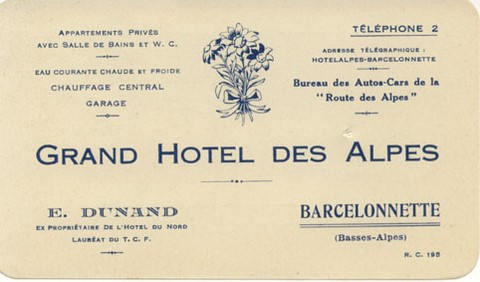 APPARTEMENTS PRIVÉS
AVEC SALLE DE BAINS ET W. C.
EAU COURANTE CHAUDE ET FROIDE
CHAUFFAGE CENTRAL
GARAGE
TÉLÉPHONE 2
ADRESSE TÉLÉGRAPHIQUE :
HOTELALPES-BARCELONNETTE
Bureau des Autos-Cars de la
"Route des Alpes"
GRAND HOTEL DES ALPES
E. DUNAND
EX PROPRIÉTAIRE DE L'HOTEL DU NORD
LAURÉAT DU T. C. F.
BARCELONNETTE
(Basses-Alpes)
R. C. 195